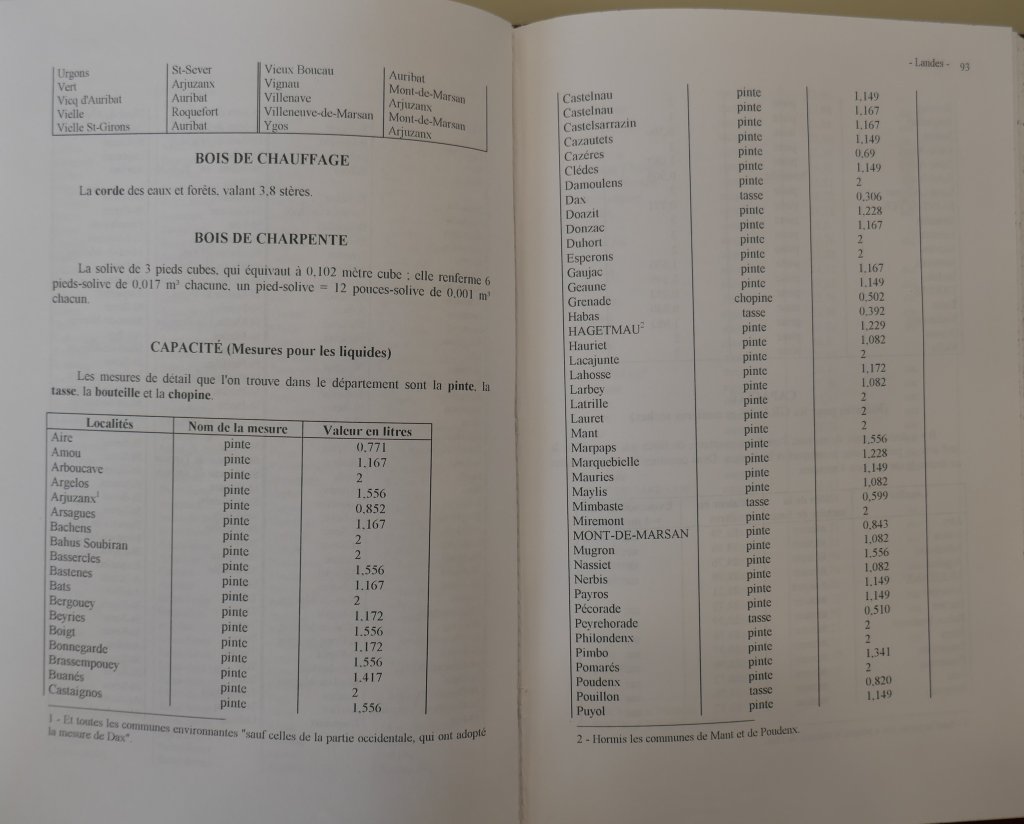 Urgons St-Sever Vieux Boucau Auribat
Vert Arjuzanx Vignau Mont-de-Marsan
Vicq d'Auribat Auribat Villenave Arjuzanx
Vielle Roquefort Villeneuve-de-Marsan Mont-de-Marsan
Vielle St-Girons Auribat Ygos Arjuzanx
BOIS DE CHAUFFAGE
La corde des eaux et forêts, valant 3,8 stères.
BOIS DE CHARPENTE
La solive de 3 pieds cubes, qui équivaut à 0,102 mètre cube ; elle renferme 6
pieds-solive de 0,017 m³ chacune, un pied-solive = 12 pouces-solive de 0,001 m³
chacun.
CAPACITÉ (Mesures pour les liquides)
Les mesures de détail que l'on trouve dans le département sont la pinte, la
tasse, la bouteille et la chopine.
Localités Nom de la mesure Valeur en litres
Aire pinte 0,771
Amou pinte 1,167
Arboucave pinte 2
Argelos pinte 1,556
Arjuzanx¹ pinte 0,852
Arsagues pinte 1,167
Bachens pinte 2
Bahus Soubiran pinte 2
Bassercles pinte 1,556
Bastenes pinte 1,167
Bats pinte 2
Bergouey pinte 1,172
Beyries pinte 1,556
Boigt pinte 1,172
Bonnegarde pinte 1,556
Brassempouey pinte 1,417
Buanés pinte 2
Castaignos pinte 1,556
1 - Et toutes les communes environnantes "sauf celles de la partie occidentale, qui ont adopté
la mesure de Dax".
- Landes - 93
Castelnau pinte 1,149
Castelnau pinte 1,167
Castelsarrazin pinte 1,167
Cazautets pinte 1,149
Cazéres pinte 0,69
Clédes pinte 1,149
Damoulens pinte 2
Dax tasse 0,306
Doazit pinte 1,228
Donzac pinte 1,167
Duhort pinte 2
Esperons pinte 2
Gaujac pinte 1,167
Geaune pinte 1,149
Grenade chopine 0,502
Habas tasse 0,392
HAGETMAU² pinte 1,229
Hauriet pinte 1,082
Lacajunte pinte 2
Lahosse pinte 1,172
Larbey pinte 1,082
Latrille pinte 2
Lauret pinte 2
Mant pinte 2
Marpaps pinte 1,556
Marquebielle pinte 1,228
Mauries pinte 1,149
Maylis pinte 1,082
Mimbaste tasse 0,599
Miremont pinte 2
MONT-DE-MARSAN pinte 0,843
Mugron pinte 1,082
Nassiet pinte 1,556
Nerbis pinte 1,082
Payros pinte 1,149
Pécorade pinte 1,149
Peyrehorade tasse 0,510
Philondenx pinte 2
Pimbo pinte 2
Pomarés pinte 1,341
Poudenx pinte 2
Pouillon tasse 0,820
Puyol pinte 1,149
2 - Hormis les communes de Mant et de Poudenx.